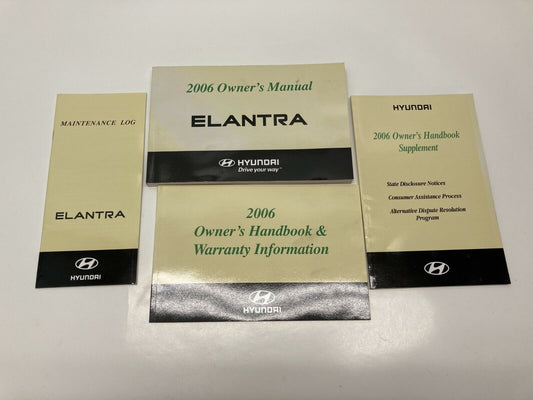 MAINTENANCE LOG
ELANTRA
HYUNDAI
2006 Owner's Manual
ELANTRA
HYUNDAI
Drive your way™
2006
Owner's Handbook &
Warranty Information
HYUNDAI
HYUNDAI
2006 Owner's Handbook
Supplement
State Disclosure Notices
Consumer Assistance Process
Alternative Dispute Resolution
Program